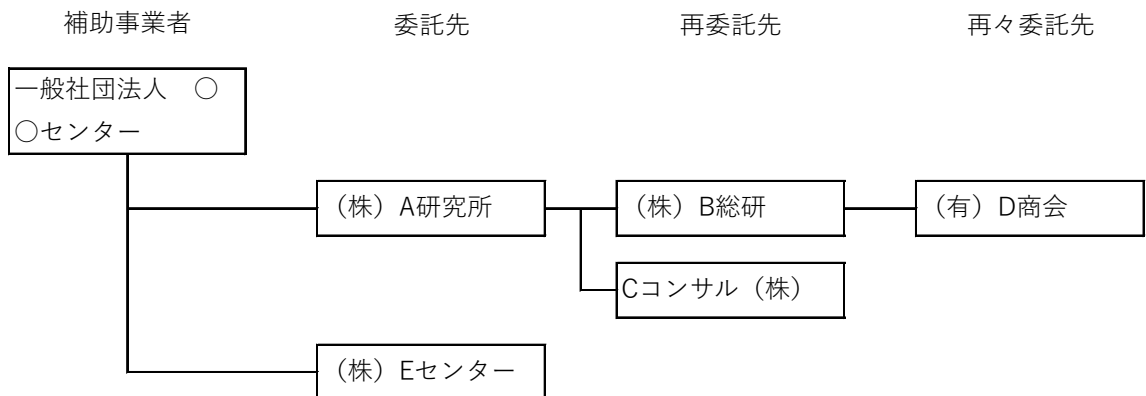 補助事業者 委託先 再委託先 再々委託先
一般社団法人　○
○センター
（株）A研究所 （株）B総研 （有）D商会
Cコンサル（株）
（株）Eセンター